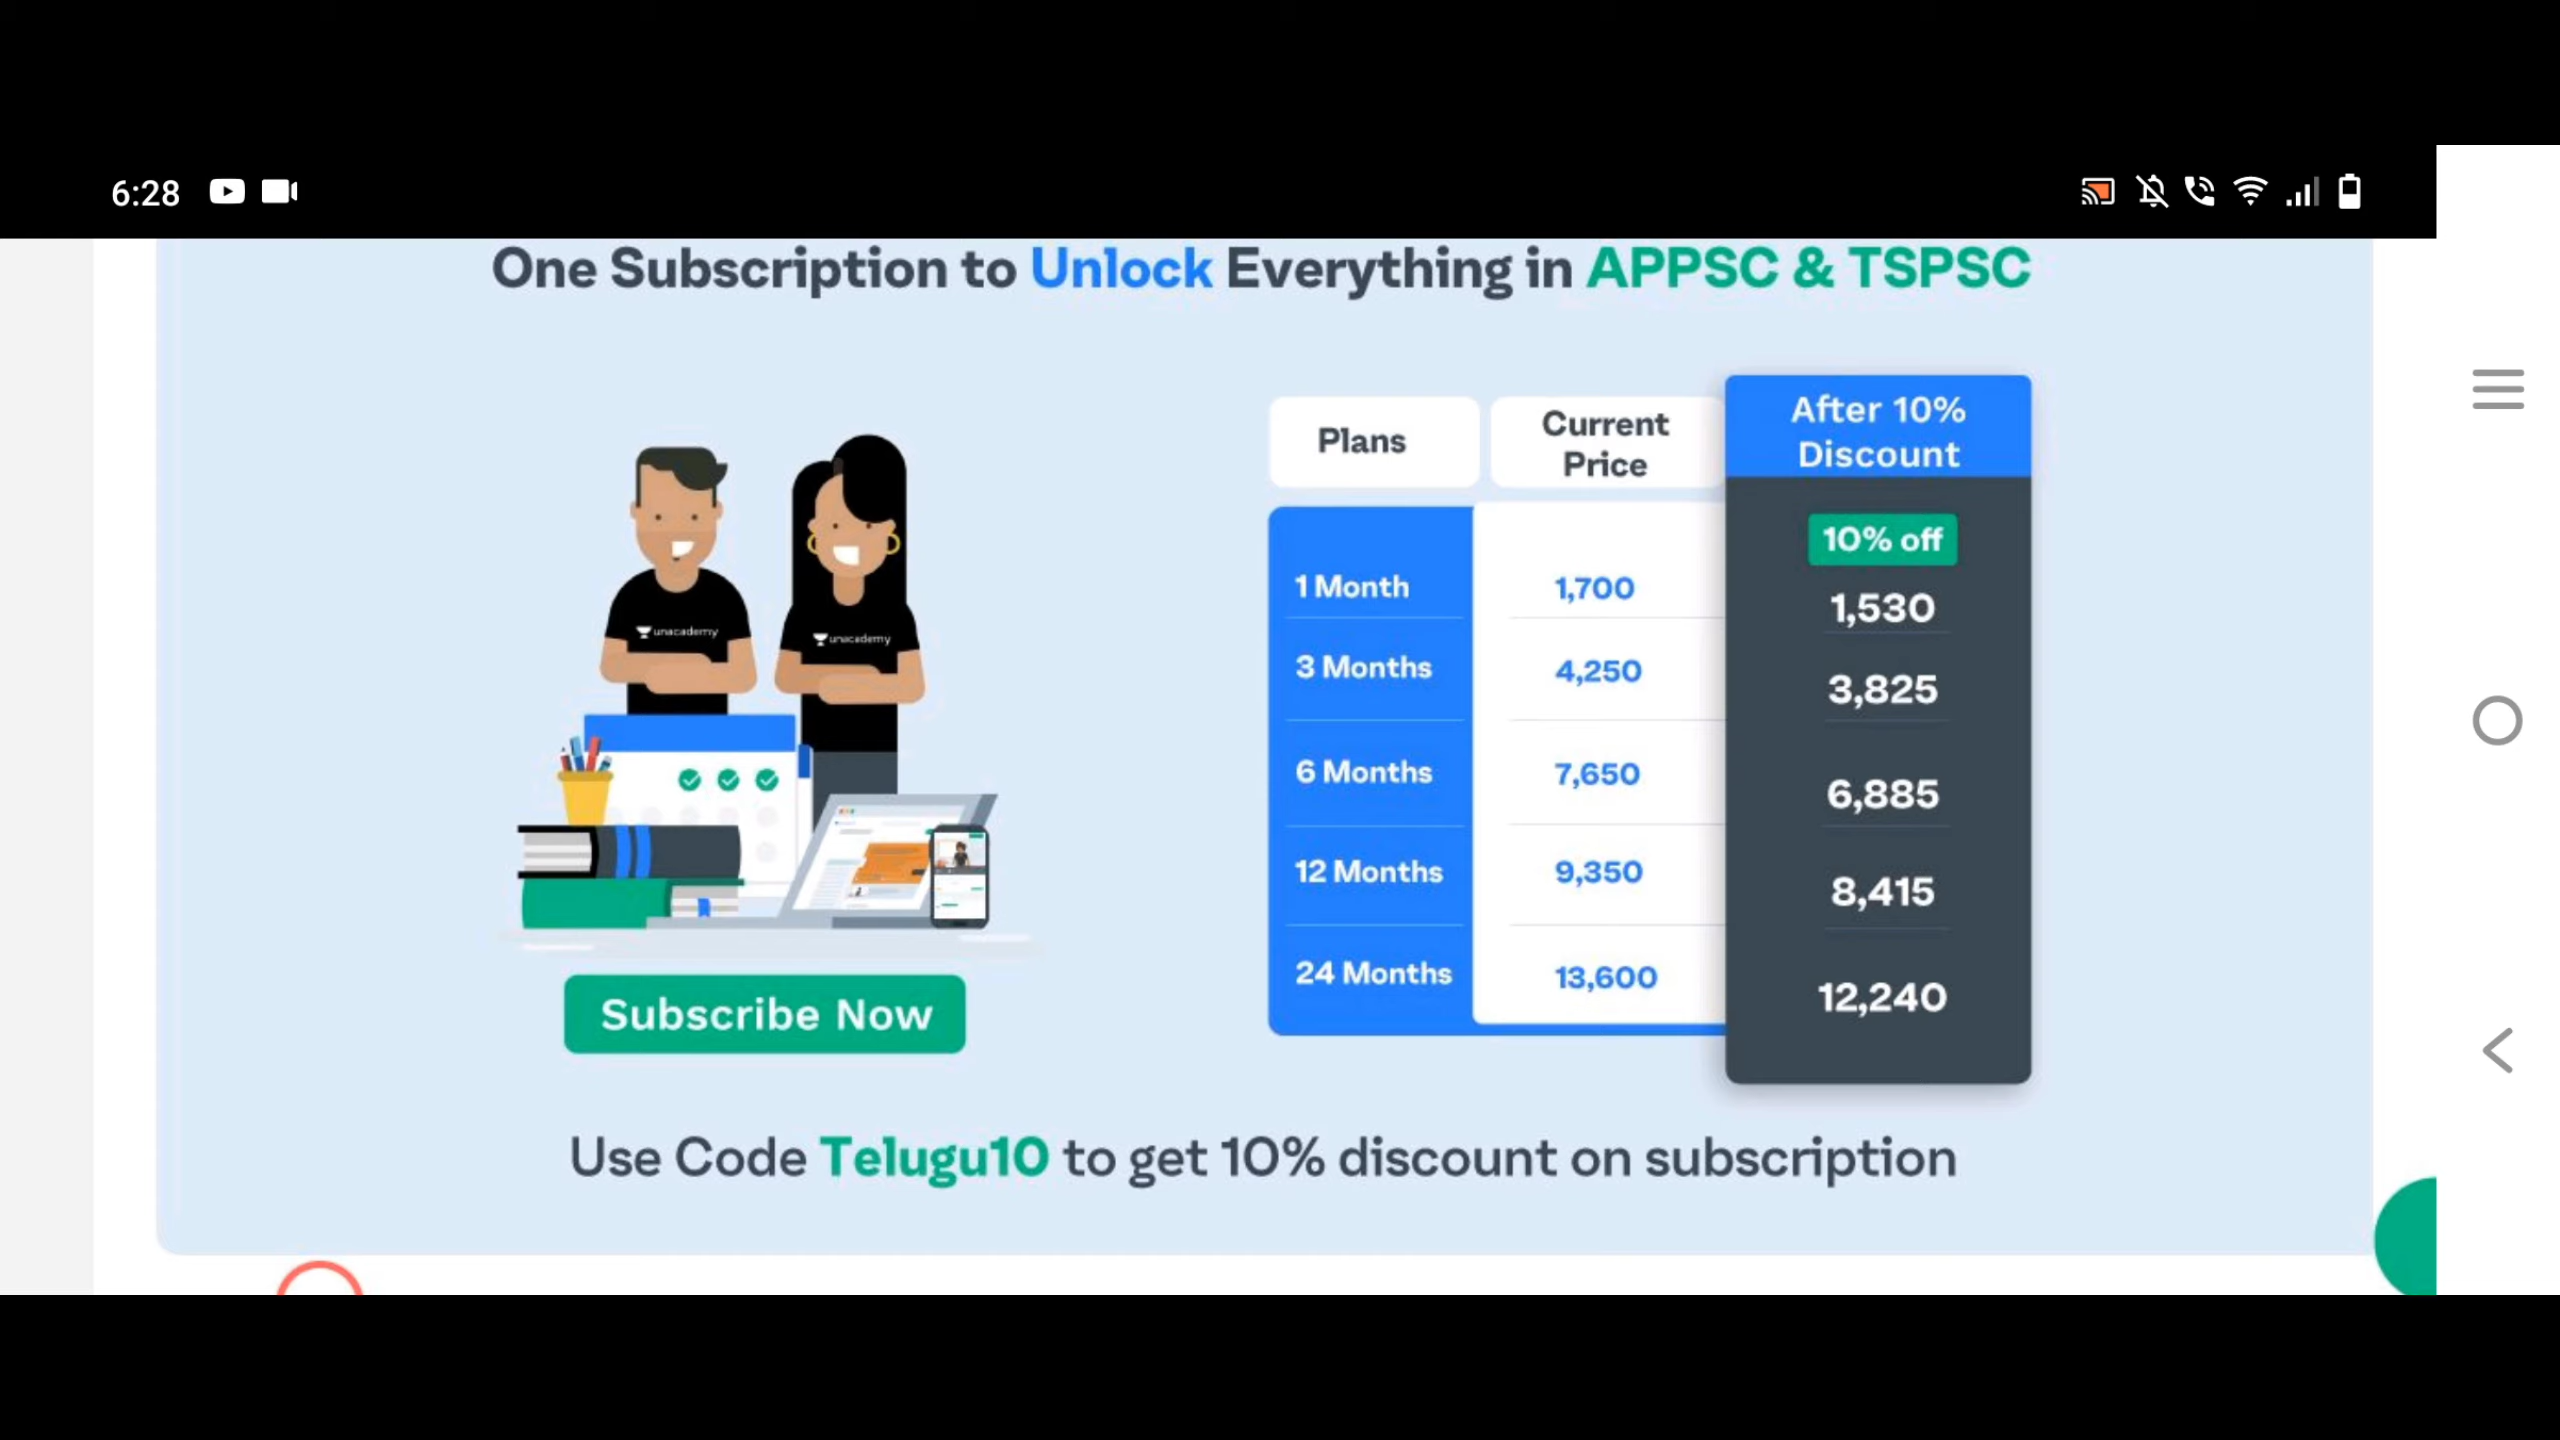 6:28
One Subscription to Unlock Everything in APPSC & TSPSC
Plans
Current
Price
After 10%
Discount
10% off
1 Month 1,700 1,530
3 Months 4,250 3,825
6 Months 7,650 6,885
12 Months 9,350 8,415
24 Months 13,600 12,240
unacademy
unacademy
Subscribe Now
Use Code Telugu10 to get 10% discount on subscription